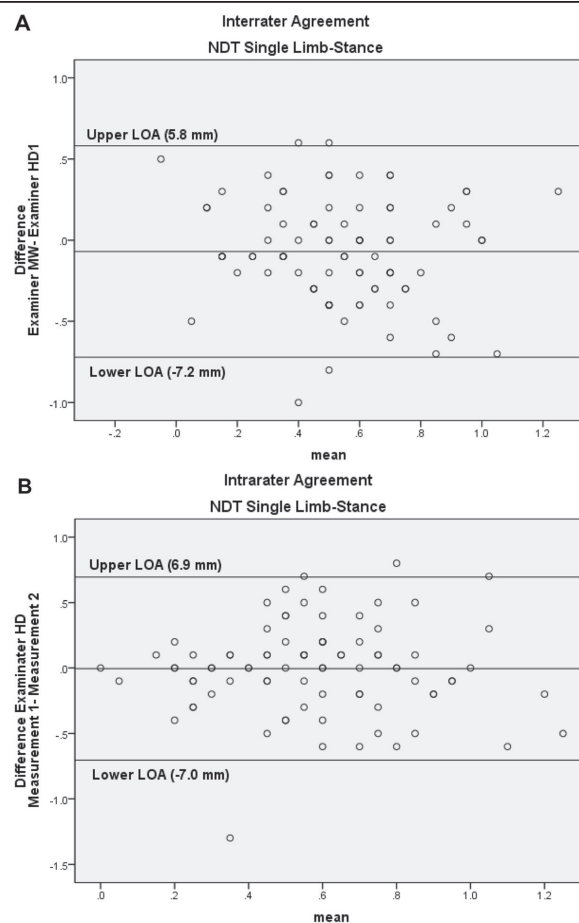 A
Interrater Agreement
NDT Single Limb-Stance
1.0
Upper LOA (5.8 mm)
.5
.0
-.5
Lower LOA (-7.2 mm)
-1.0
Difference
Examiner MW- Examiner HD1
-.2 .0 .2 .4 .6 .8 1.0 1.2
mean
B
Intrarater Agreement
NDT Single Limb-Stance
1.0
Upper LOA (6.9 mm)
.5
.0
-.5
Lower LOA (-7.0 mm)
-1.0
-1.5
Difference Examinater HD
Measurement 1- Measurement 2
.0 .2 .4 .6 .8 1.0 1.2
mean